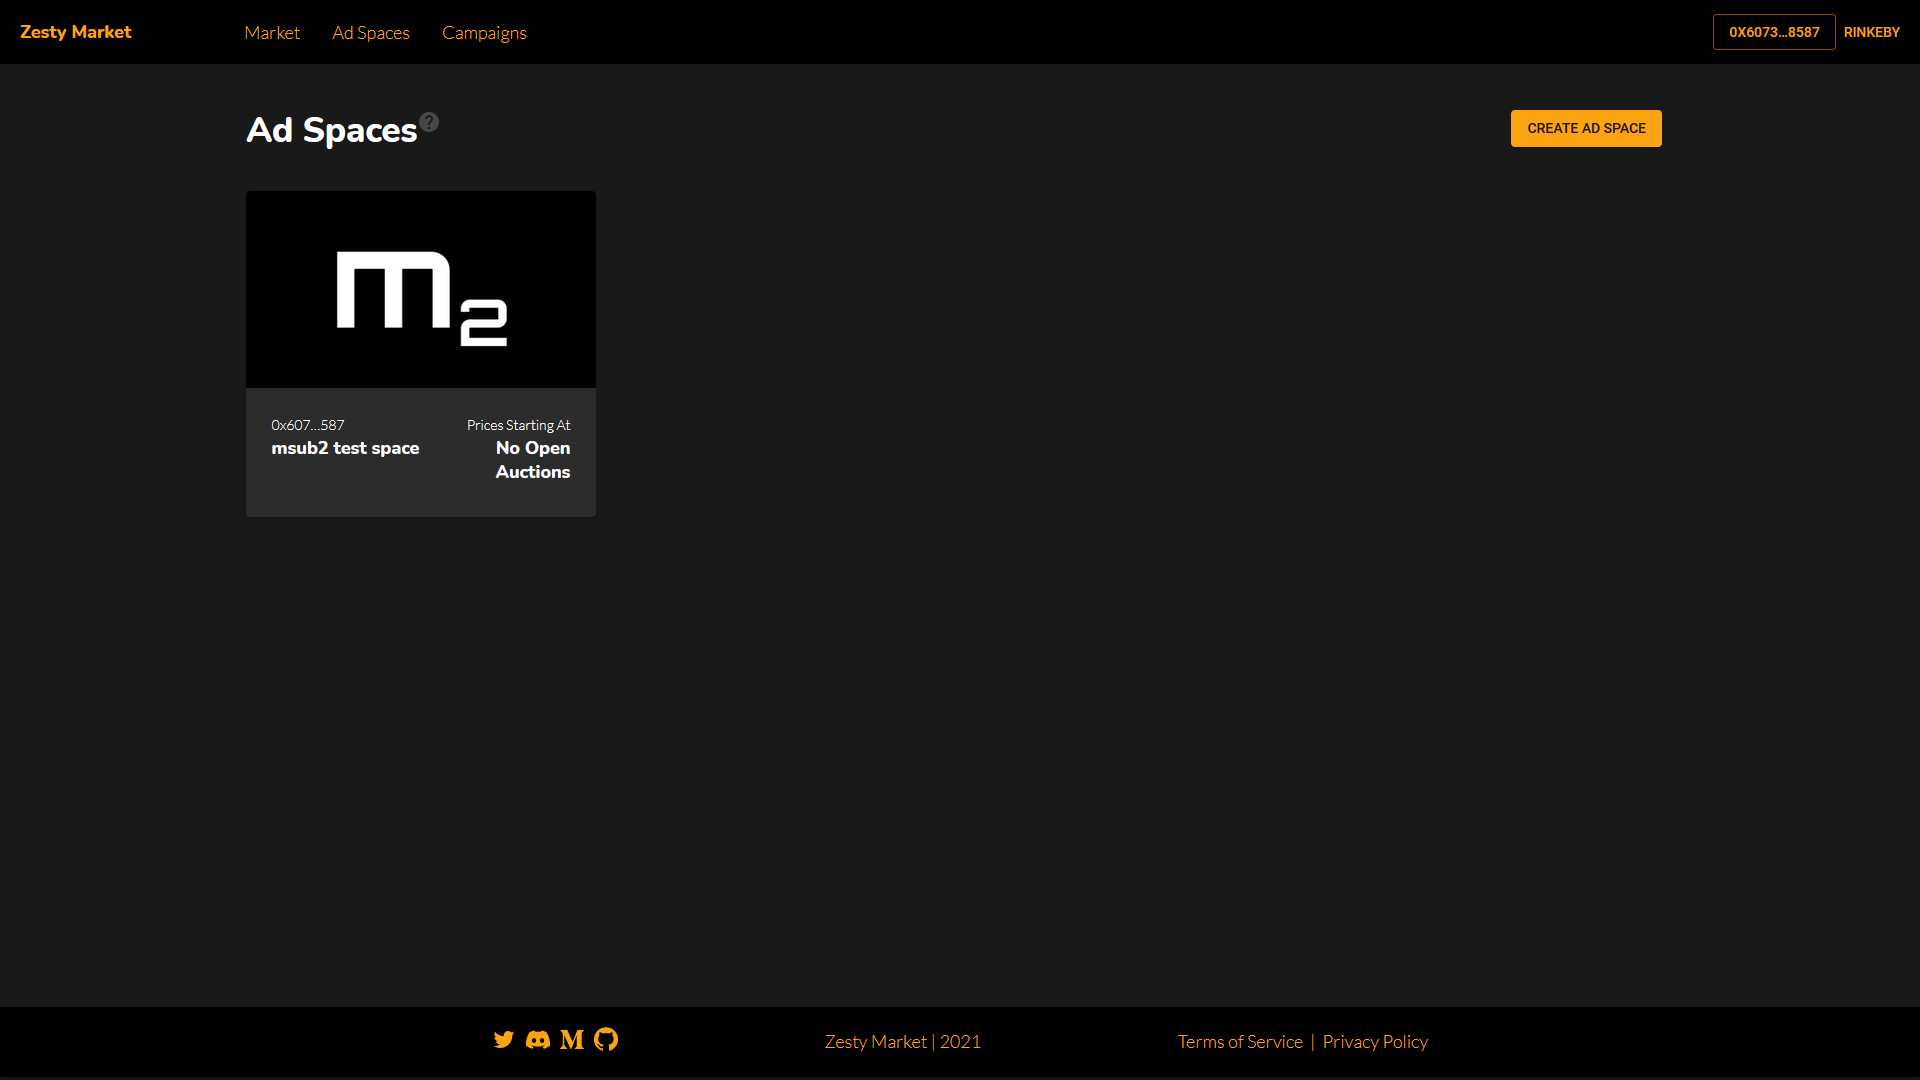 Zesty Market
Market
Ad Spaces
Campaigns
0X6073...8587
RINKEBY
Ad Spaces
?
CREATE AD SPACE
m2
0x607...587
Prices Starting At
msub2 test space
No Open
Auctions
M
Zesty Market | 2021
Terms of Service | Privacy Policy